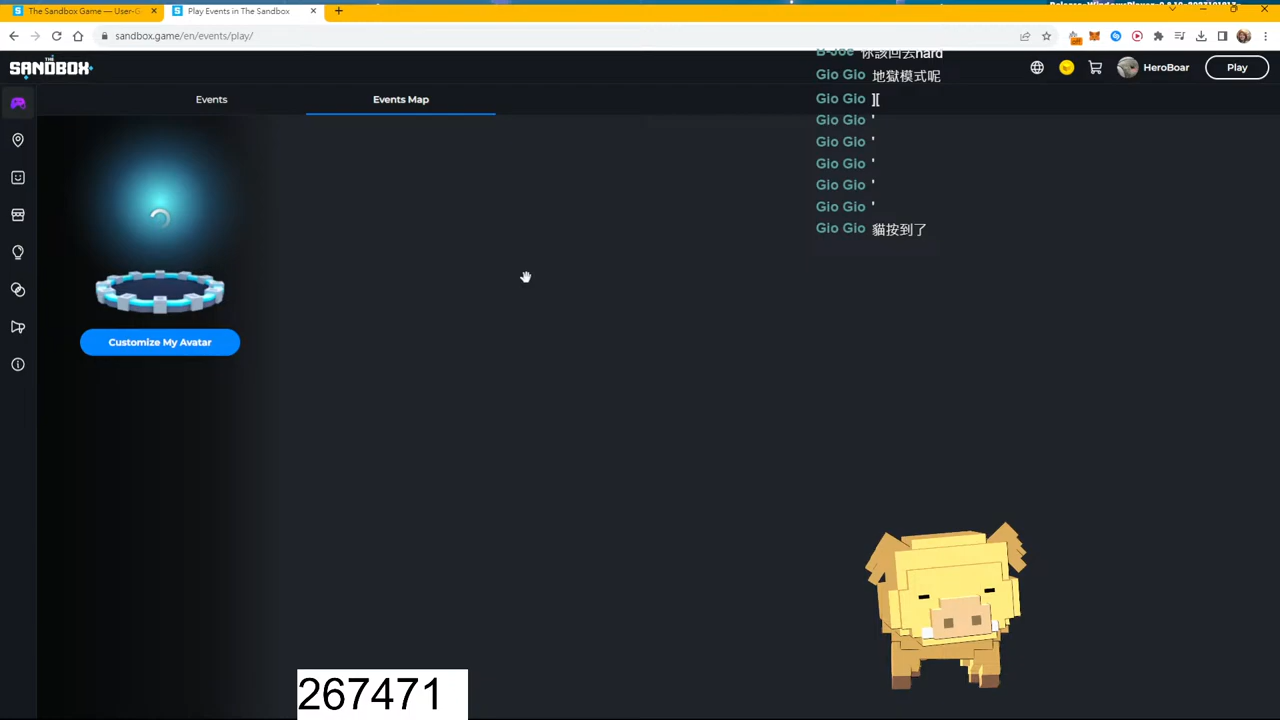 The Sandbox Game — User-G
Play Events in The Sandbox
sandbox.game/en/events/play/
THE SANDBOX
HeroBoar
Play
Events
Events Map
B-Joe 你該回去hard
Gio Gio 地獄模式呢
Gio Gio ][
Gio Gio '
Gio Gio '
Gio Gio '
Gio Gio '
Gio Gio '
Gio Gio 貓按到了
Customize My Avatar
267471